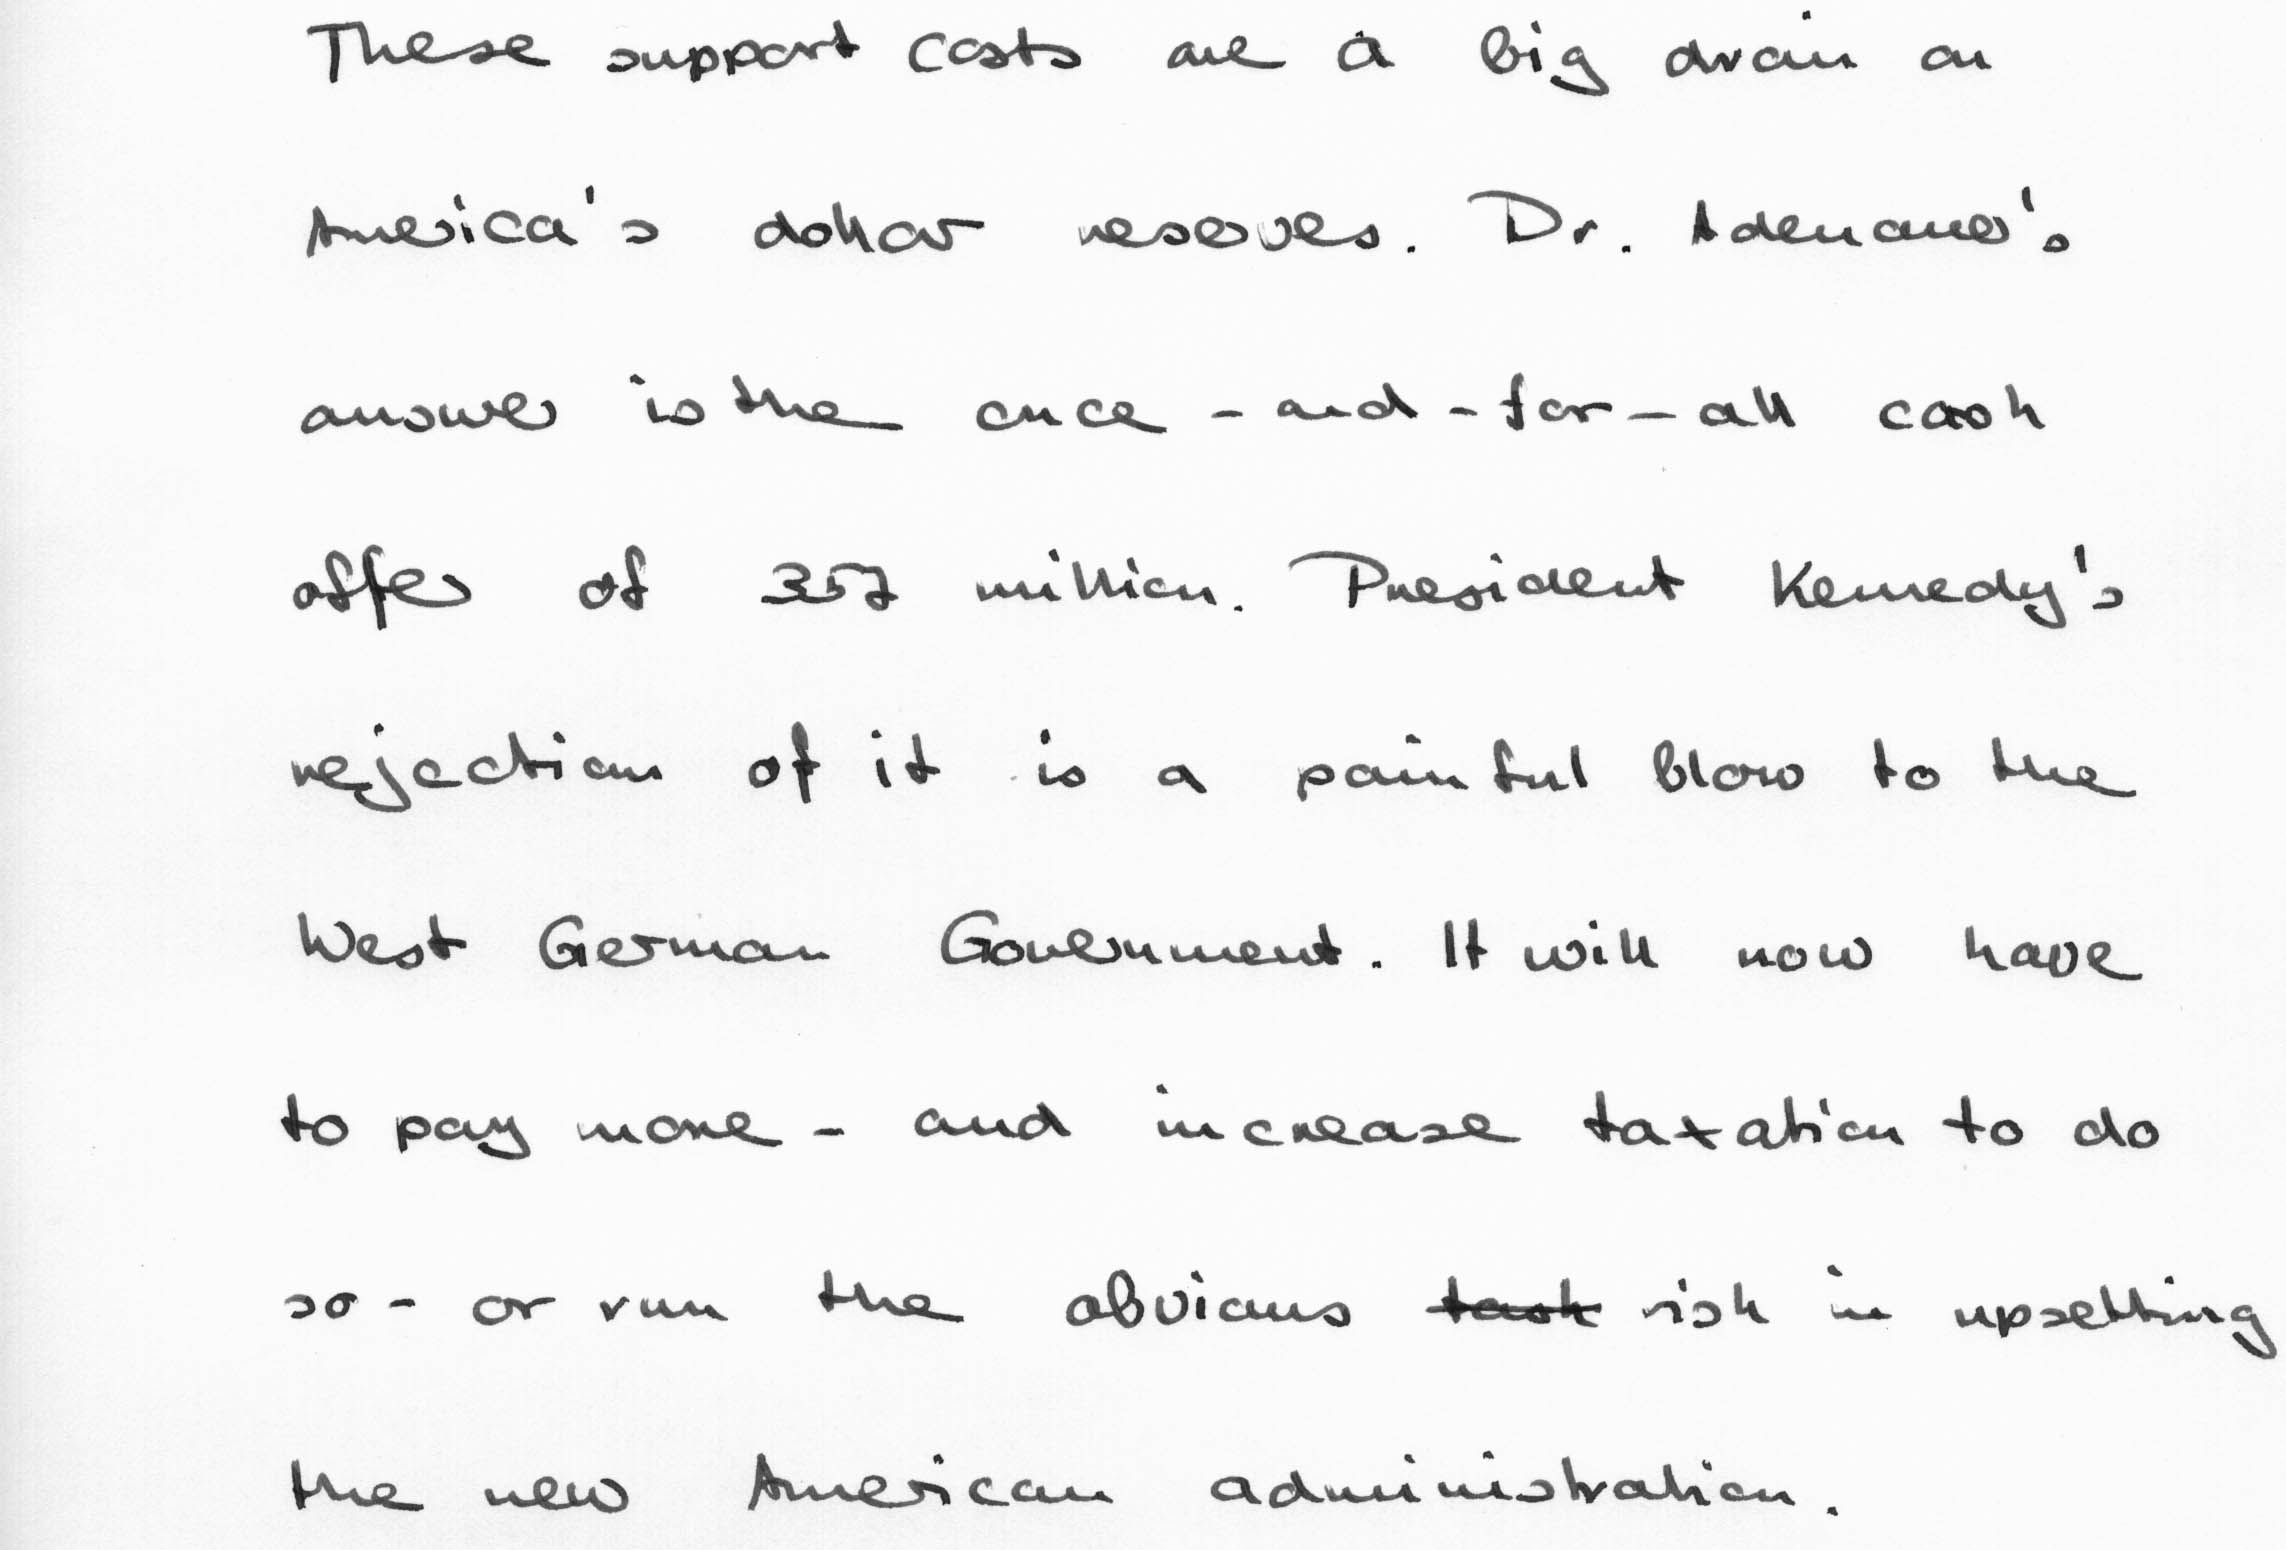 These support costs are a big drain on
America's dollar reserves. Dr. Adenauer's
answer is the once-and-for-all cash
offer of 357 million. President Kennedy's
rejection of it is a painful blow to the
West German Government. It will now have
to pay more - and increase taxation to do
so - or run the obvious task risk in upsetting
the new American administration.